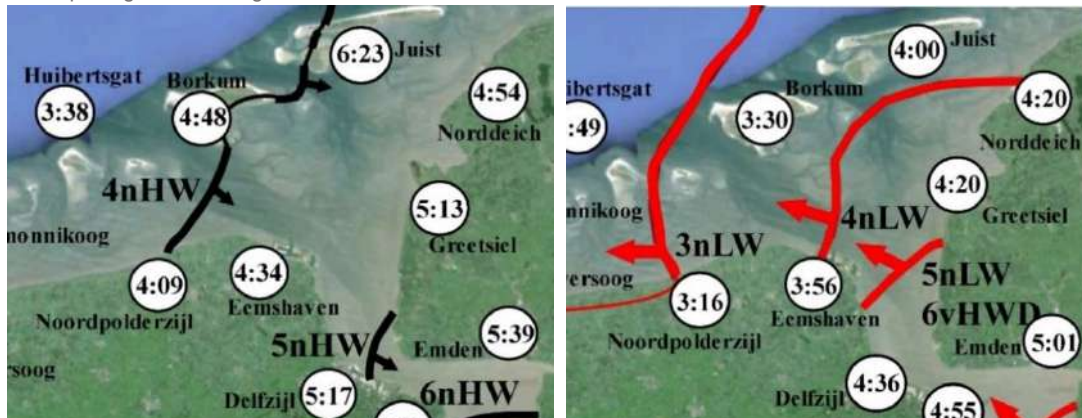 6:23
Juist
Huibertsgat
Borkum
4:54
3:38
4:48
Norddeich
4nHW
5:13
monnikoog
Greetsiel
4:09
4:34
Eemshaven
Noordpolderzijl
5nHW
Emden
5:39
rsoog
Delfzijl
5:17
6nHW
4:00
Juist
ibertsgat
Borkum
4:20
:49
3:30
Norddeich
4:20
nnikoog
4nLW
Greetsiel
3nLW
versoog
5nLW
3:16
3:56
Eemshaven
6vHWD
Noordpolderzijl
Emden
5:01
4:36
Delfzijl
4:55